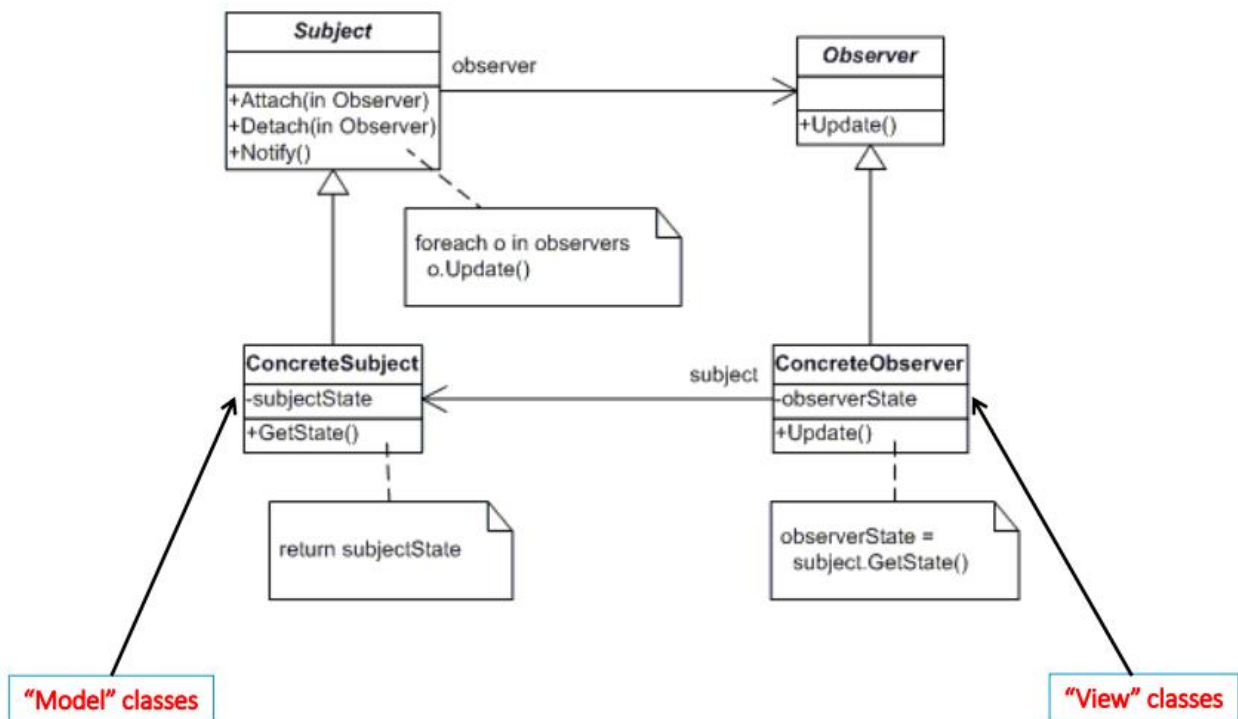 Subject
+Attach(in Observer)
+Detach(in Observer)
+Notify()
observer
Observer
+Update()
foreach o in observers
o.Update()
ConcreteSubject
-subjectState
+GetState()
subject
ConcreteObserver
-observerState
+Update()
return subjectState
observerState =
subject.GetState()
“Model” classes
“View” classes